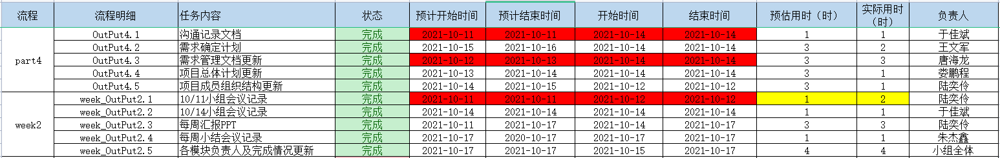 流程 流程明细 任务内容 状态 预计开始时间 预计结束时间 开始时间 结束时间 预估用时（时） 实际用时（时） 负责人
part4
OutPut4.1 沟通记录文档 完成 2021-10-11 2021-10-11 2021-10-14 2021-10-14 1 1 于佳斌
OutPut4.2 需求确定计划 完成 2021-10-15 2021-10-16 2021-10-14 2021-10-14 3 2 王文军
OutPut4.3 需求管理文档更新 完成 2021-10-12 2021-10-13 2021-10-14 2021-10-14 3 3 唐海龙
OutPut4.4 项目总体计划更新 完成 2021-10-13 2021-10-14 2021-10-14 2021-10-14 3 1 娄鹏程
OutPut4.5 项目成员组织结构更新 完成 2021-10-14 2021-10-15 2021-10-12 2021-10-12 3 1 陆奕伶
week2
week_OutPut2.1 10/11小组会议记录 完成 2021-10-11 2021-10-11 2021-10-12 2021-10-12 1 2 陆奕伶
week_OutPut2.2 10/14小组会议记录 完成 2021-10-14 2021-10-14 2021-10-14 2021-10-14 1 1 于佳斌
week_OutPut2.3 每周汇报PPT 完成 2021-10-11 2021-10-17 2021-10-14 2021-10-17 3 3 陆奕伶
week_OutPut2.4 每周小结会议记录 完成 2021-10-17 2020-10-17 2021-10-17 2021-10-17 1 1 朱杰鑫
week_OutPut2.5 各模块负责人及完成情况更新 完成 2021-10-17 2021-10-17 2021-10-15 2021-10-17 4 4 小组全体